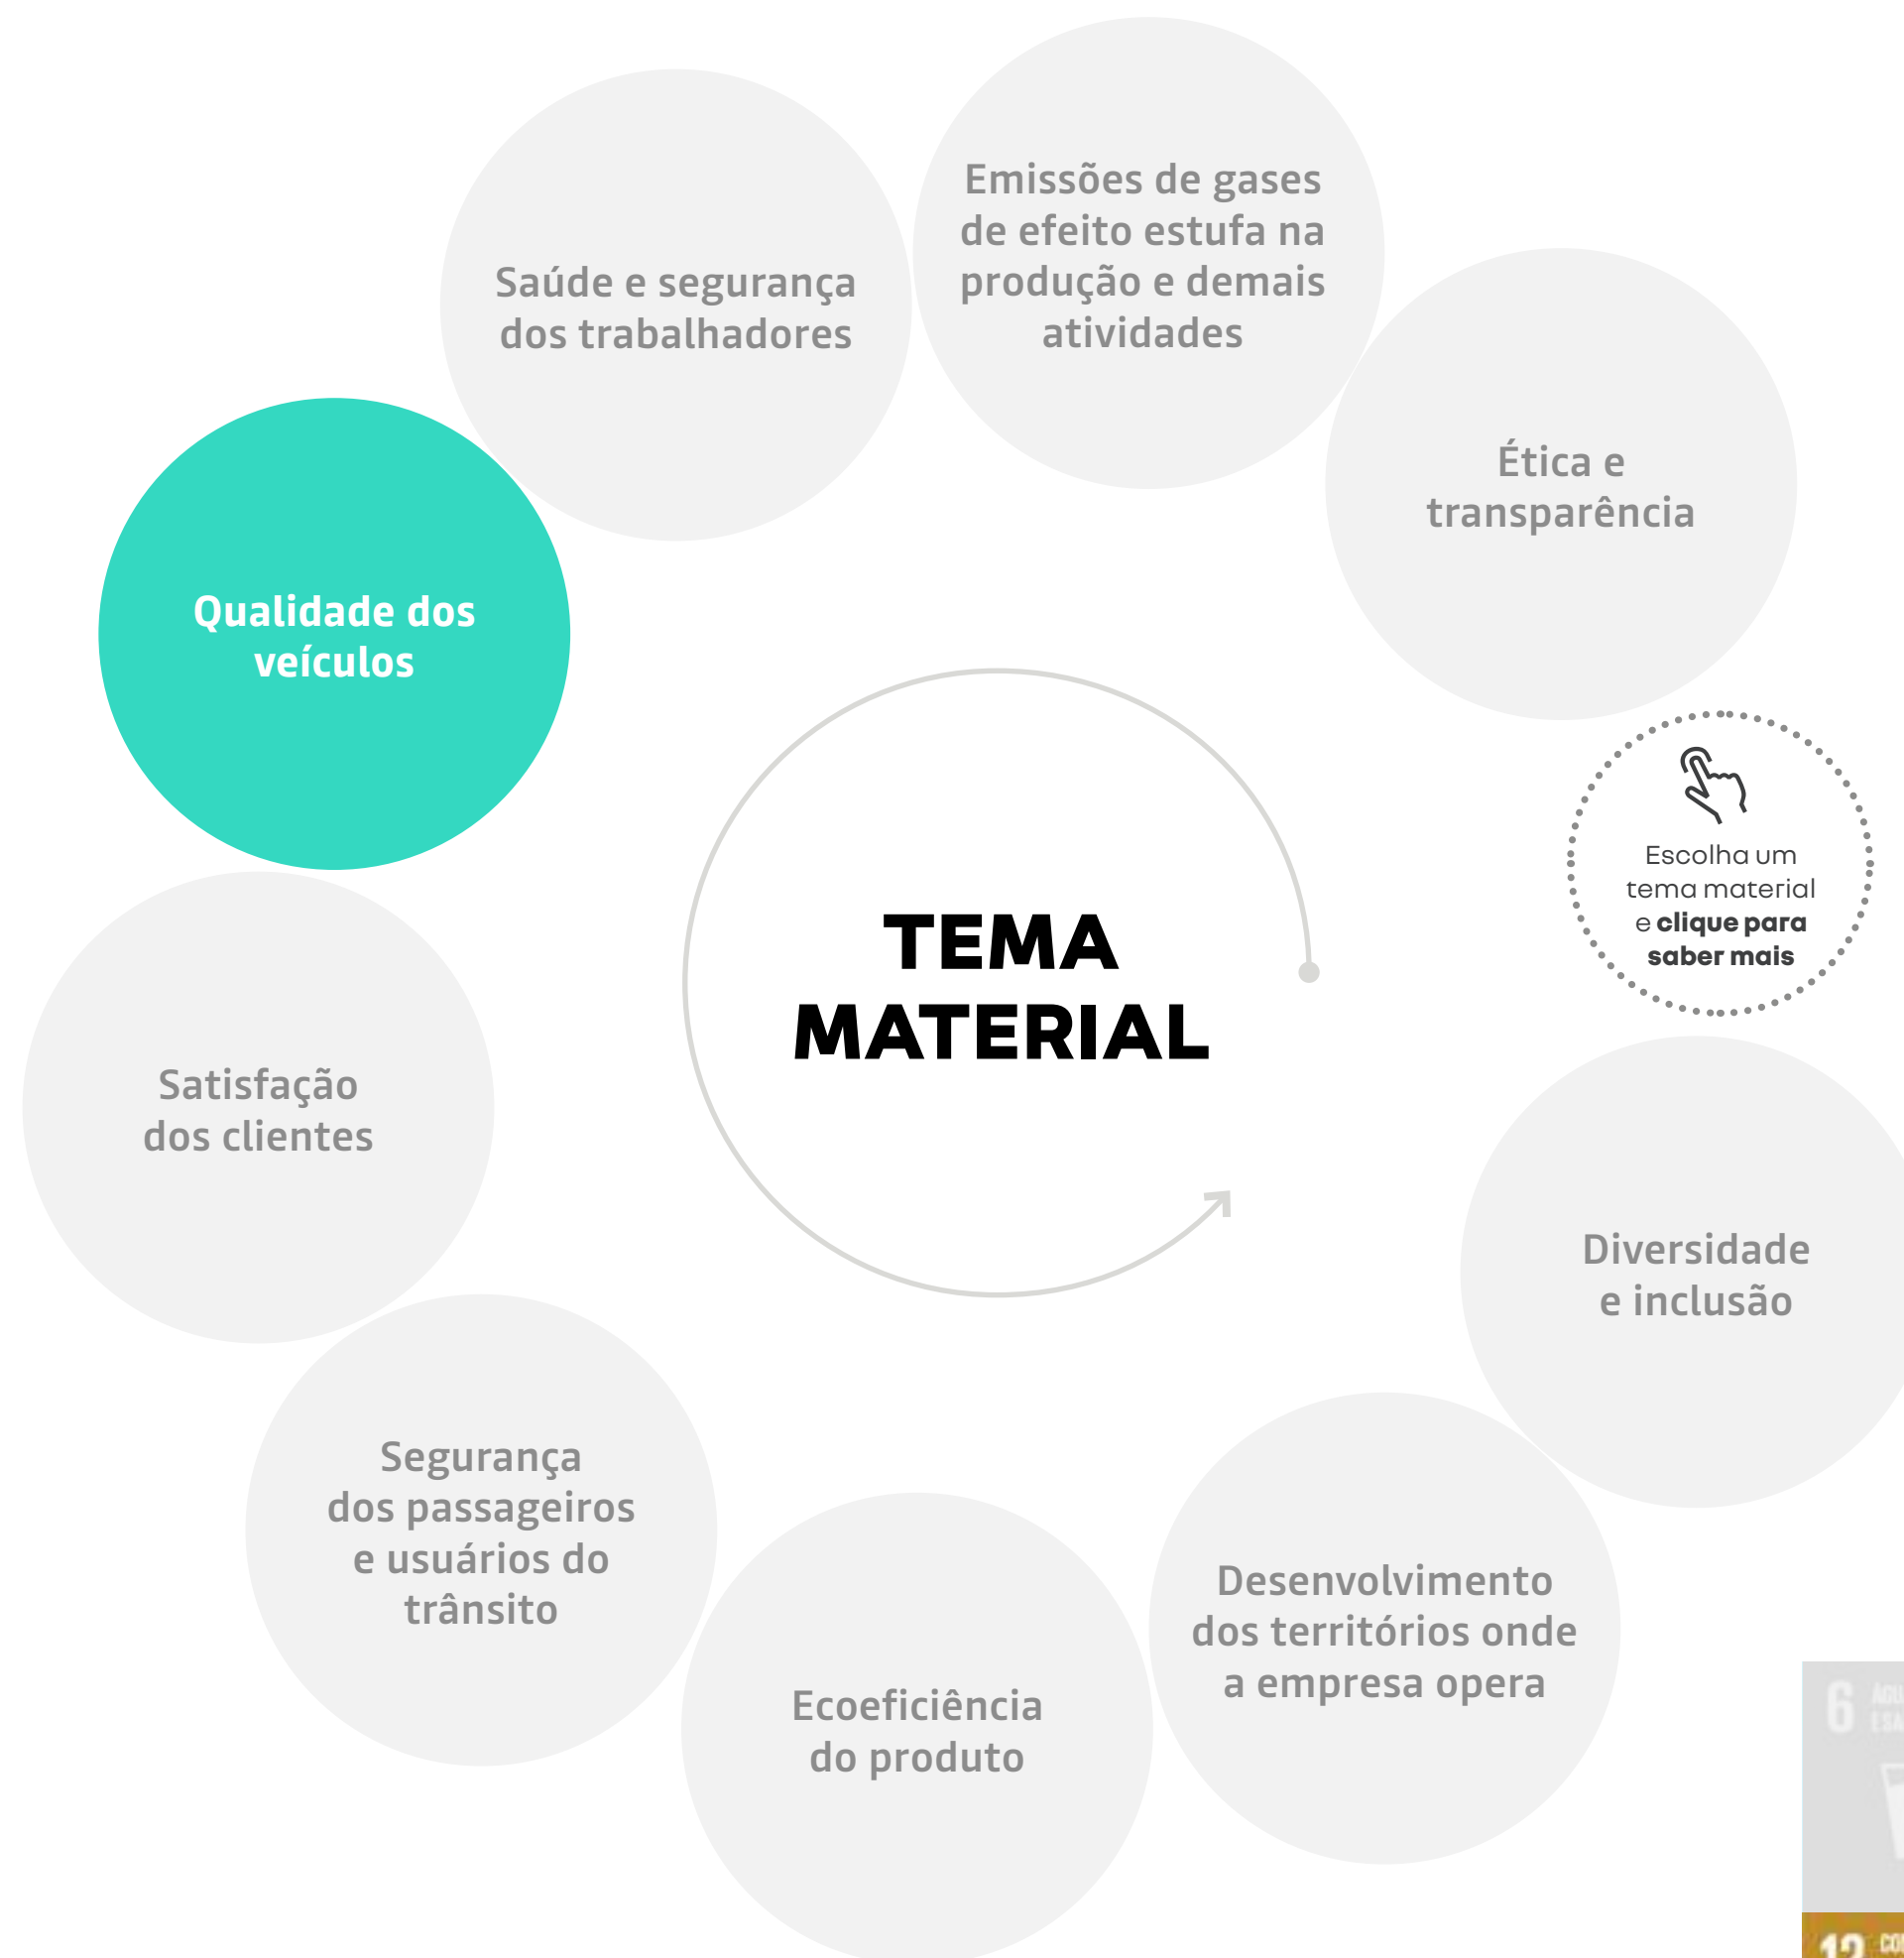 Emissões de gases
de efeito estufa na
produção e demais
atividades
Saúde e segurança
dos trabalhadores
Ética e
transparência
Qualidade dos
veículos
Escolha um
tema material
e clique para
saber mais
TEMA
MATERIAL
Satisfação
dos clientes
Diversidade
e inclusão
Segurança
dos passageiros
e usuários do
trânsito
Desenvolvimento
dos territórios onde
a empresa opera
Ecoeficiência
do produto
6
12